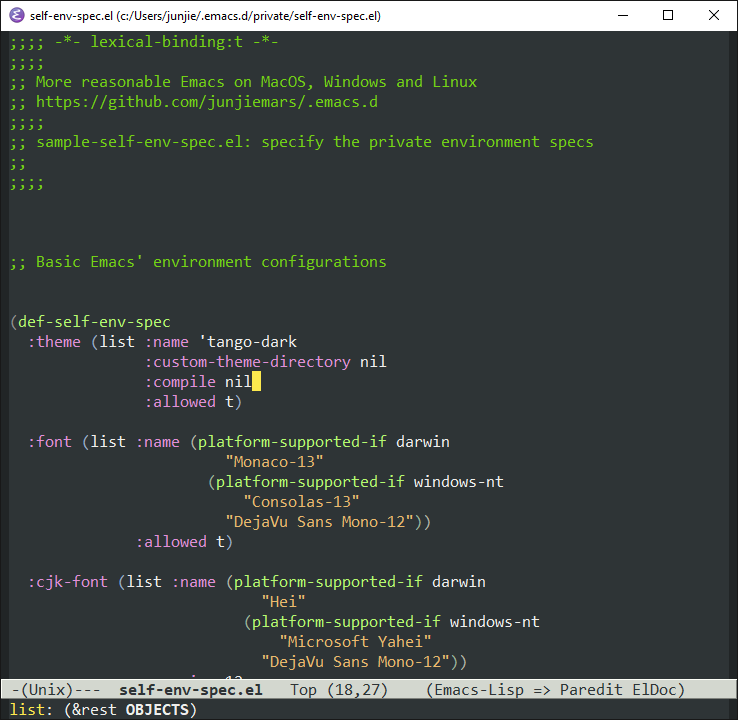 self-env-spec.el (c:/Users/junjie/.emacs.d/private/self-env-spec.el)
;;;; -*- lexical-binding:t -*-
;;;;
;; More reasonable Emacs on MacOS, Windows and Linux
;; https://github.com/junjiemars/.emacs.d
;;;;
;; sample-self-env-spec.el: specify the private environment specs
;;
;;;;
;; Basic Emacs' environment configurations
(def-self-env-spec
  :theme (list :name 'tango-dark
               :custom-theme-directory nil
               :compile nil
               :allowed t)
  :font (list :name (platform-supported-if darwin
                        "Monaco-13"
                      (platform-supported-if windows-nt
                          "Consolas-13"
                        "DejaVu Sans Mono-12"))
              :allowed t)
  :cjk-font (list :name (platform-supported-if darwin
                            "Hei"
                          (platform-supported-if windows-nt
                              "Microsoft Yahei"
                            "DejaVu Sans Mono-12"))
-(Unix)---  self-env-spec.el   Top (18,27)    (Emacs-Lisp => Paredit ElDoc)
list: (&rest OBJECTS)